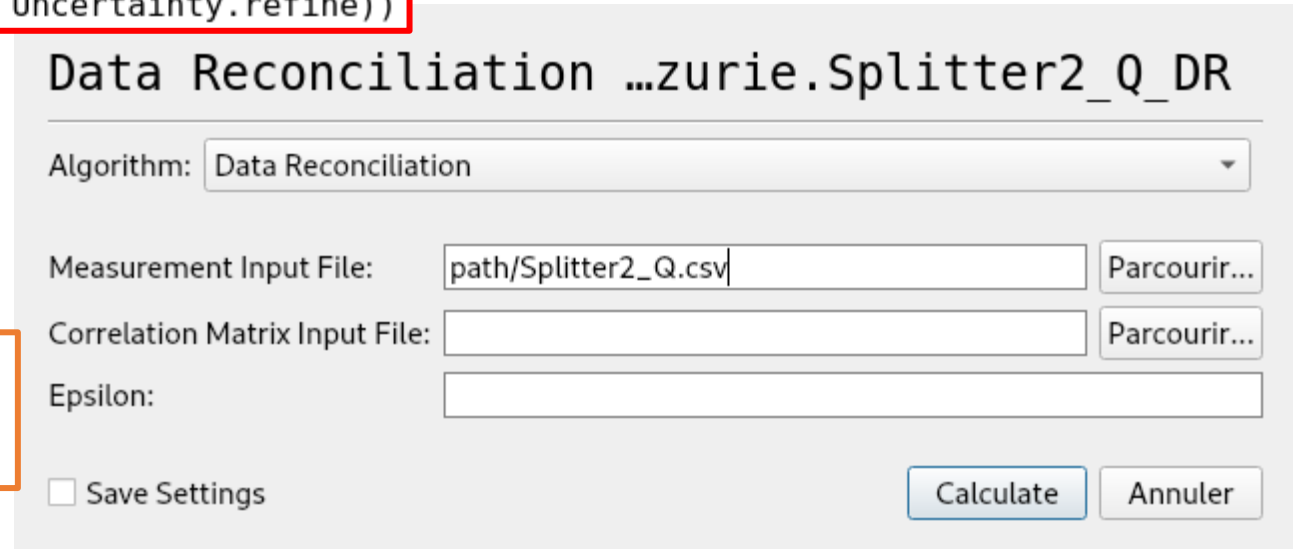 Uncertainty.refine))
Data Reconciliation …zurie.Splitter2_Q_DR
Algorithm: Data Reconciliation
Measurement Input File: path/Splitter2_Q.csv Parcourir...
Correlation Matrix Input File: Parcourir...
Epsilon:
Save Settings Calculate Annuler